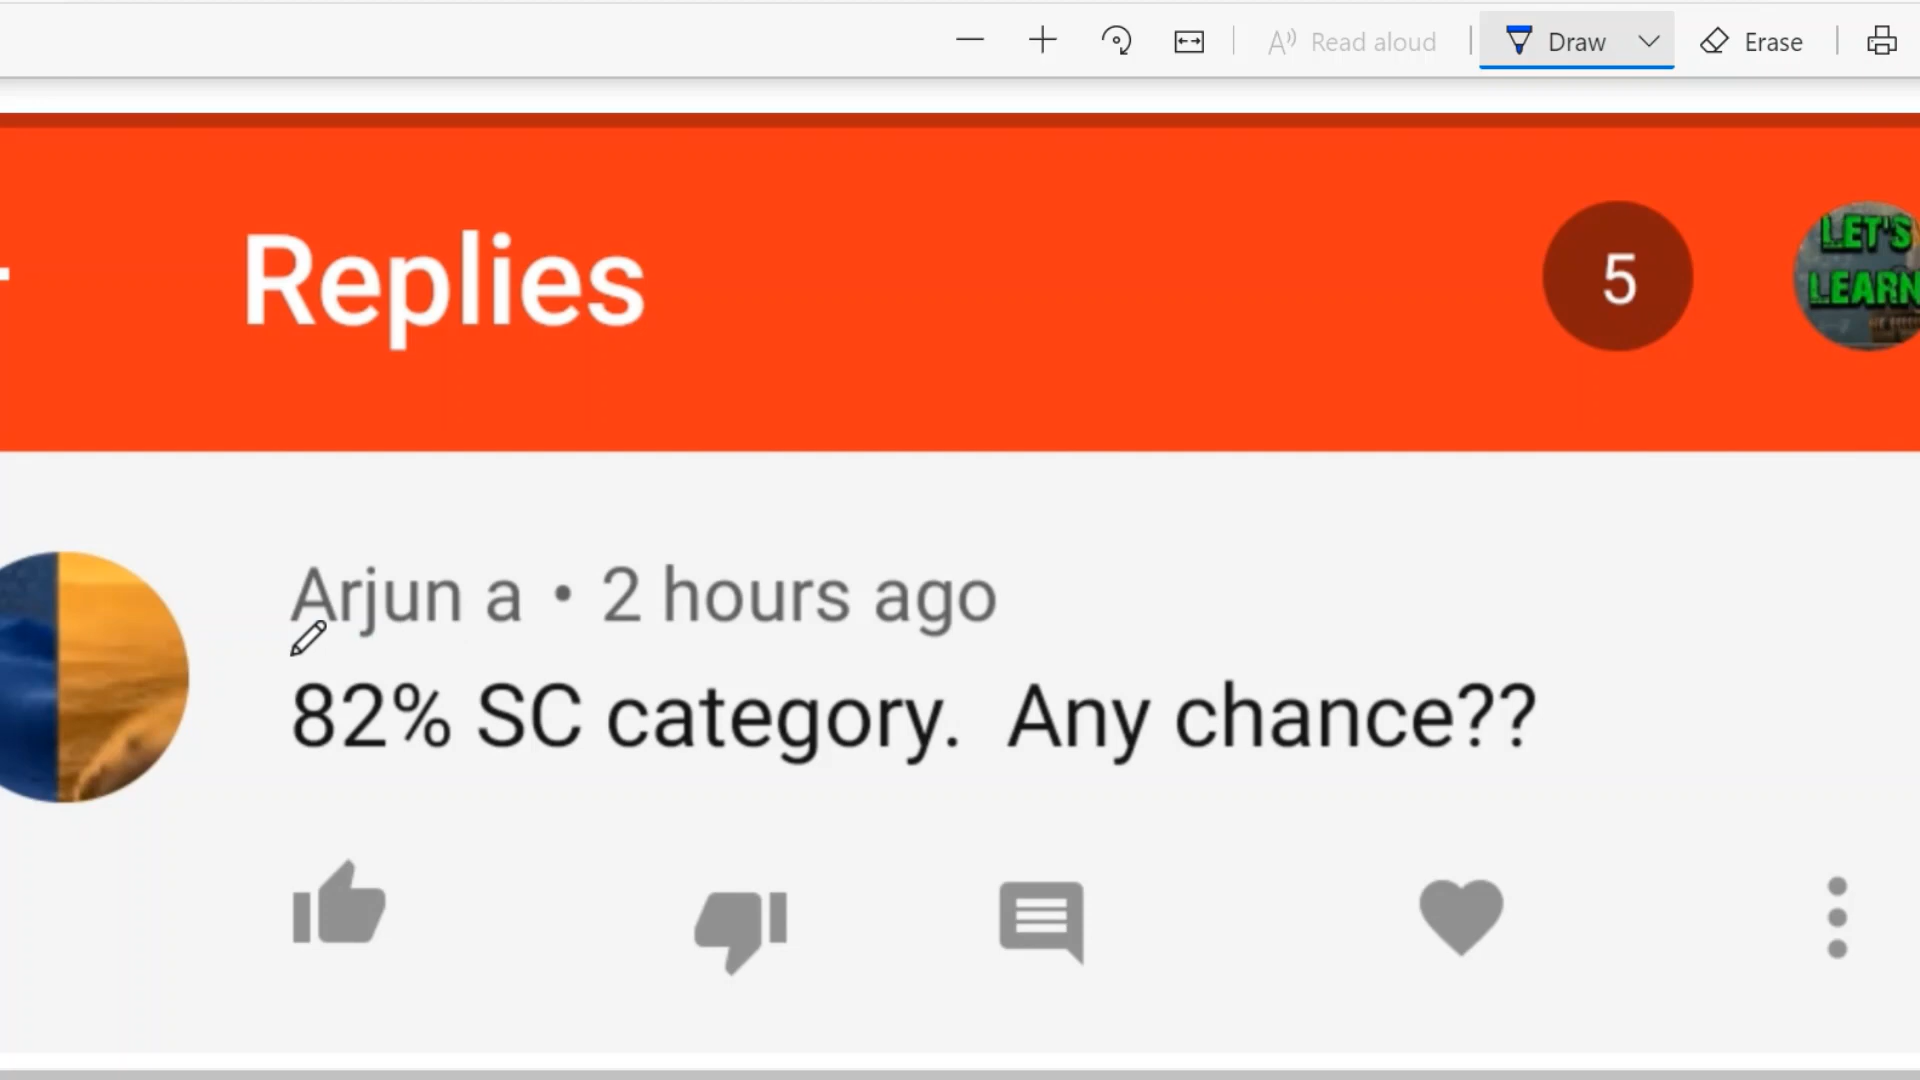 Read aloud Draw Erase
Replies
5
LET'S
LEARN
Arjun a • 2 hours ago
82% SC category. Any chance??